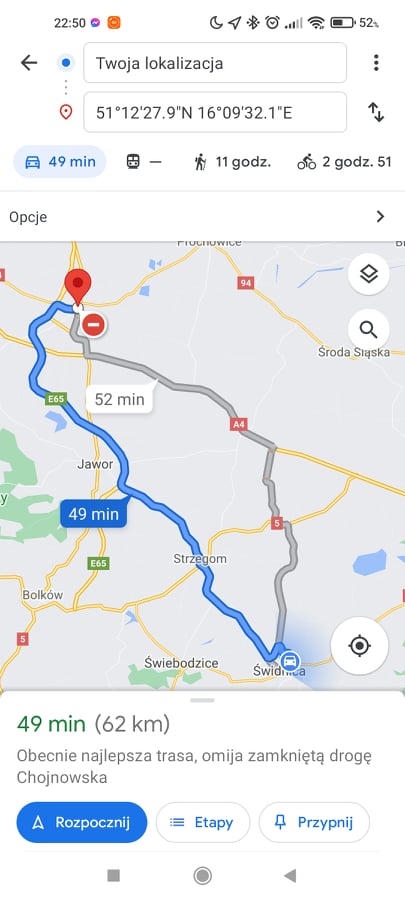 22:50
52%
Twoja lokalizacja
51°12'27.9"N 16°09'32.1"E
49 min
—
11 godz.
2 godz. 51
Opcje
Prochowice
94
Środa Śląska
52 min
E65
A4
Jawor
49 min
5
Strzegom
E65
Bolków
5
Świebodzice
Świdnica
49 min (62 km)
Obecnie najlepsza trasa, omija zamkniętą drogę
Chojnowska
Rozpocznij
Etapy
Przypnij